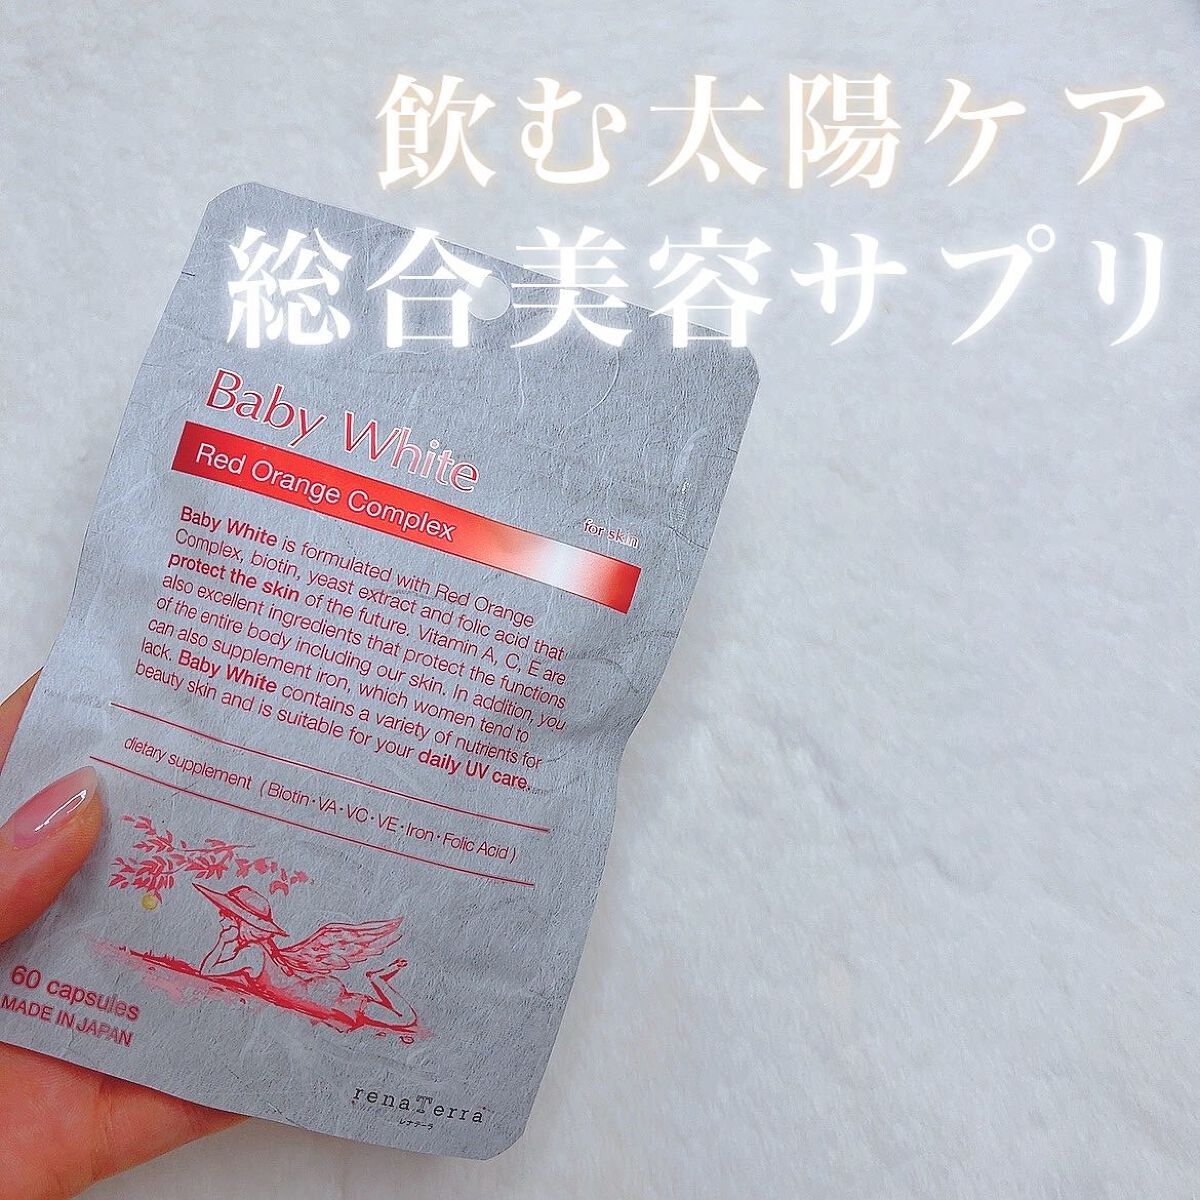 飲む太陽ケア
総合美容サプリ
Baby White
Red Orange Complex
for skin
Baby White is formulated with Red Orange
Complex, biotin, yeast extract and folic acid that
protect the skin of the future. Vitamin A, C, E are
also excellent ingredients that protect the functions
of the entire body including our skin. In addition, you
can also supplement iron, which women tend to
lack. Baby White contains a variety of nutrients for
beauty skin and is suitable for your daily UV care.
dietary supplement ( Biotin・VA・VC・VE・Iron・Folic Acid )
60 capsules
MADE IN JAPAN
renaTerra
レナテーラ